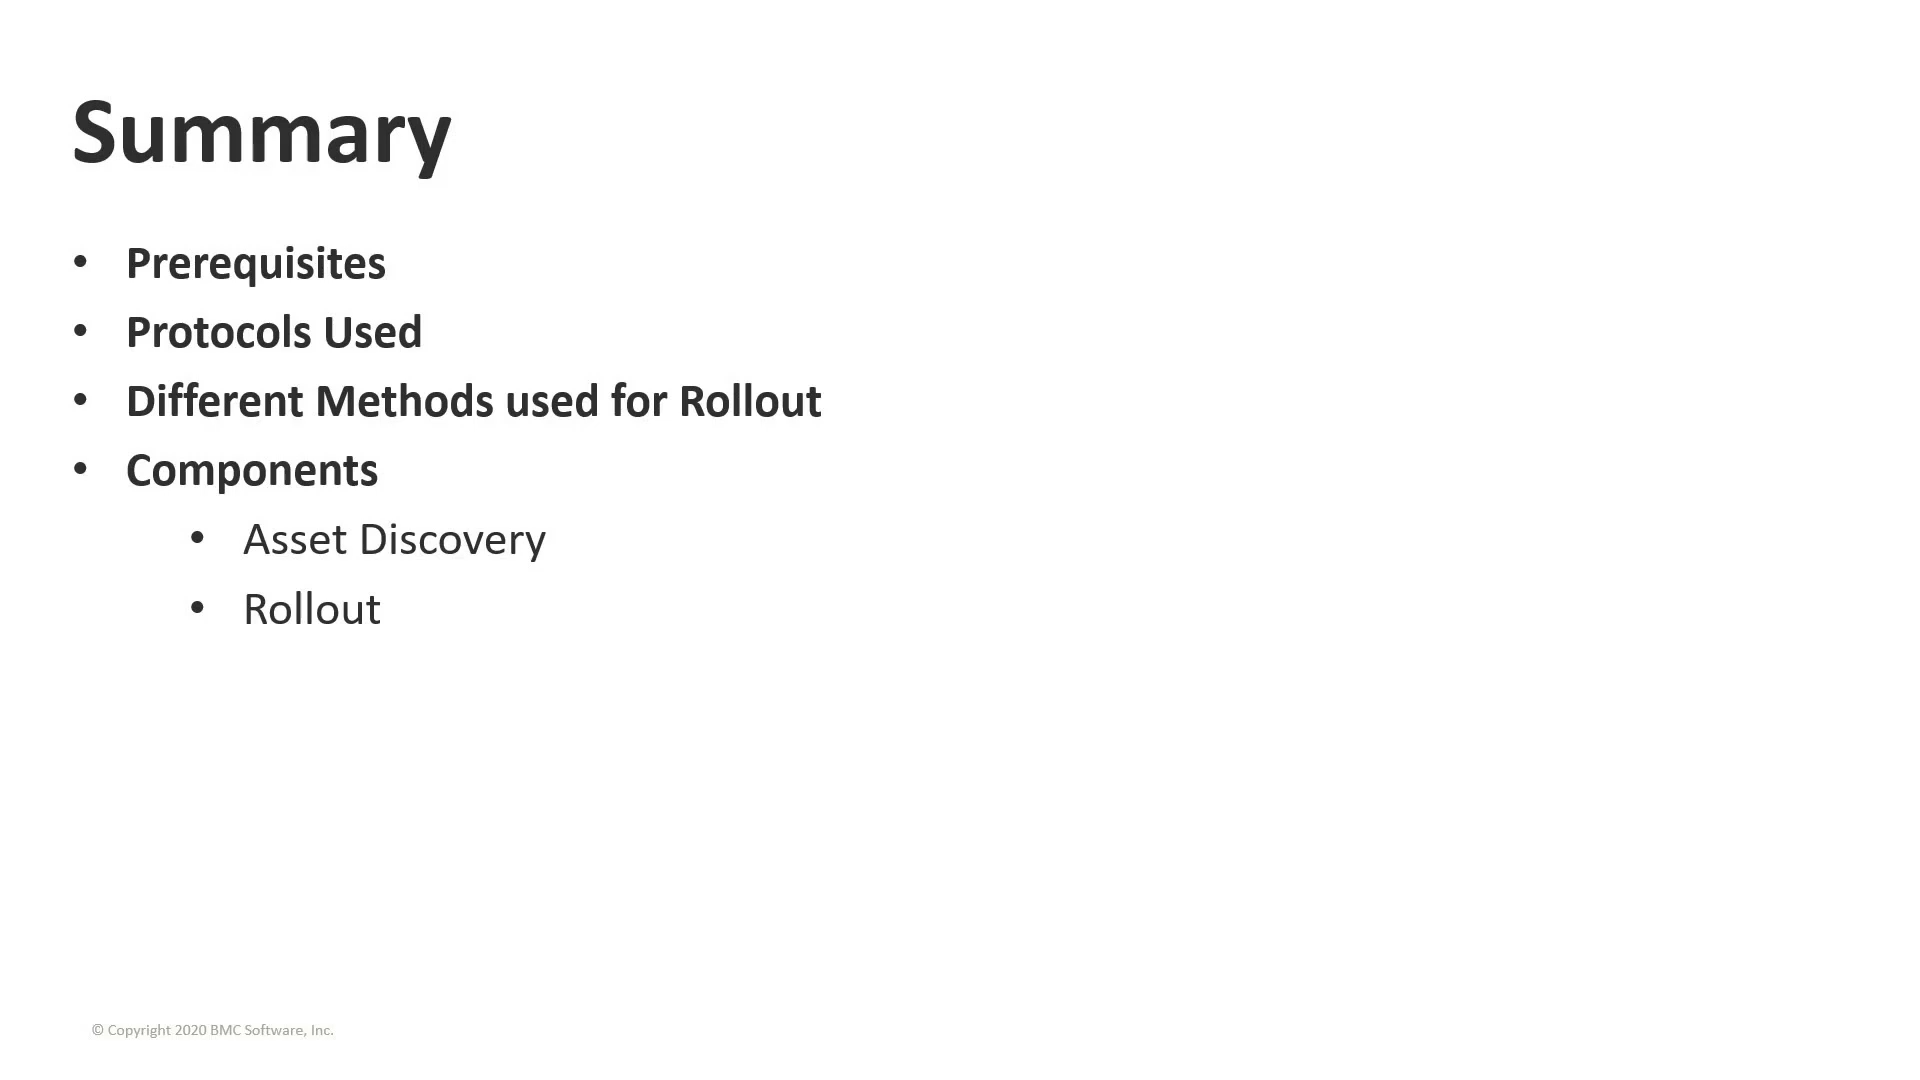 Summary
• Prerequisites
• Protocols Used
• Different Methods used for Rollout
• Components
• Asset Discovery
• Rollout
© Copyright 2020 BMC Software, Inc.